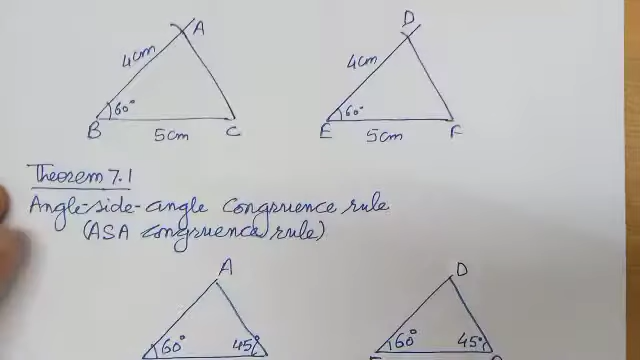 A D
4cm 4cm
60° 60°
B 5cm C E 5cm F
Theorem 7.1
Angle-side-angle congruence rule
(ASA congruence rule)
A D
60° 45° 60° 45°